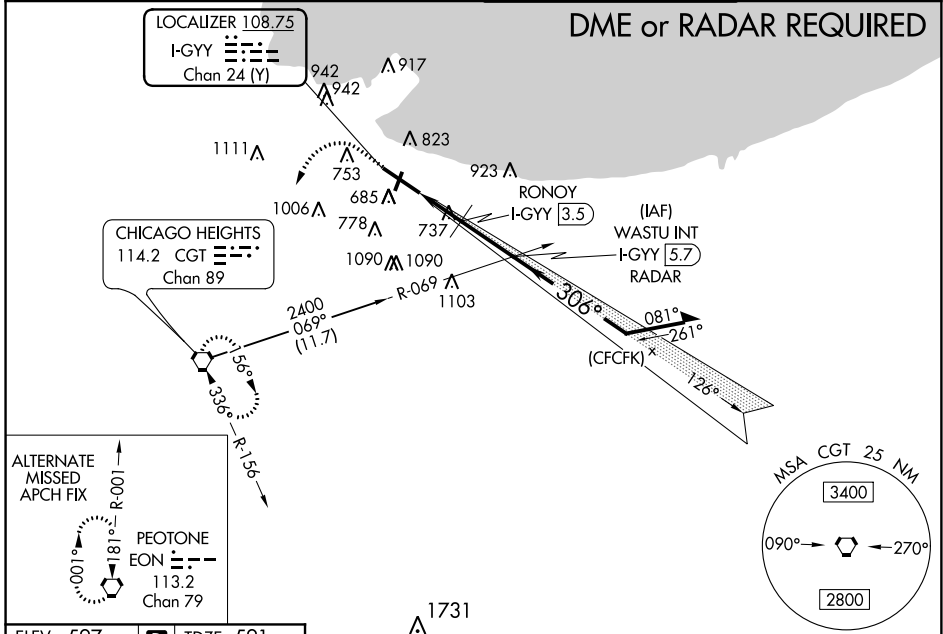 DME or RADAR REQUIRED
LOCALIZER 108.75
I-GYY
Chan 24 (Y)
942
942
917
1111
753
823
923
685
1006
778
737
RONOY
I-GYY 3.5
(IAF)
WASTU INT
I-GYY 5.7
RADAR
CHICAGO HEIGHTS
114.2 CGT
Chan 89
1090
1090
1103
R-069
2400
069°
(11.7)
306°
081°
261°
(CFCFK) x
126°
156°
336°
R-156
ALTERNATE
MISSED
APCH FIX
R-001
181°
001°
PEOTONE
EON
113.2
Chan 79
MSA CGT 25 NM
3400
090°
270°
2800
1731